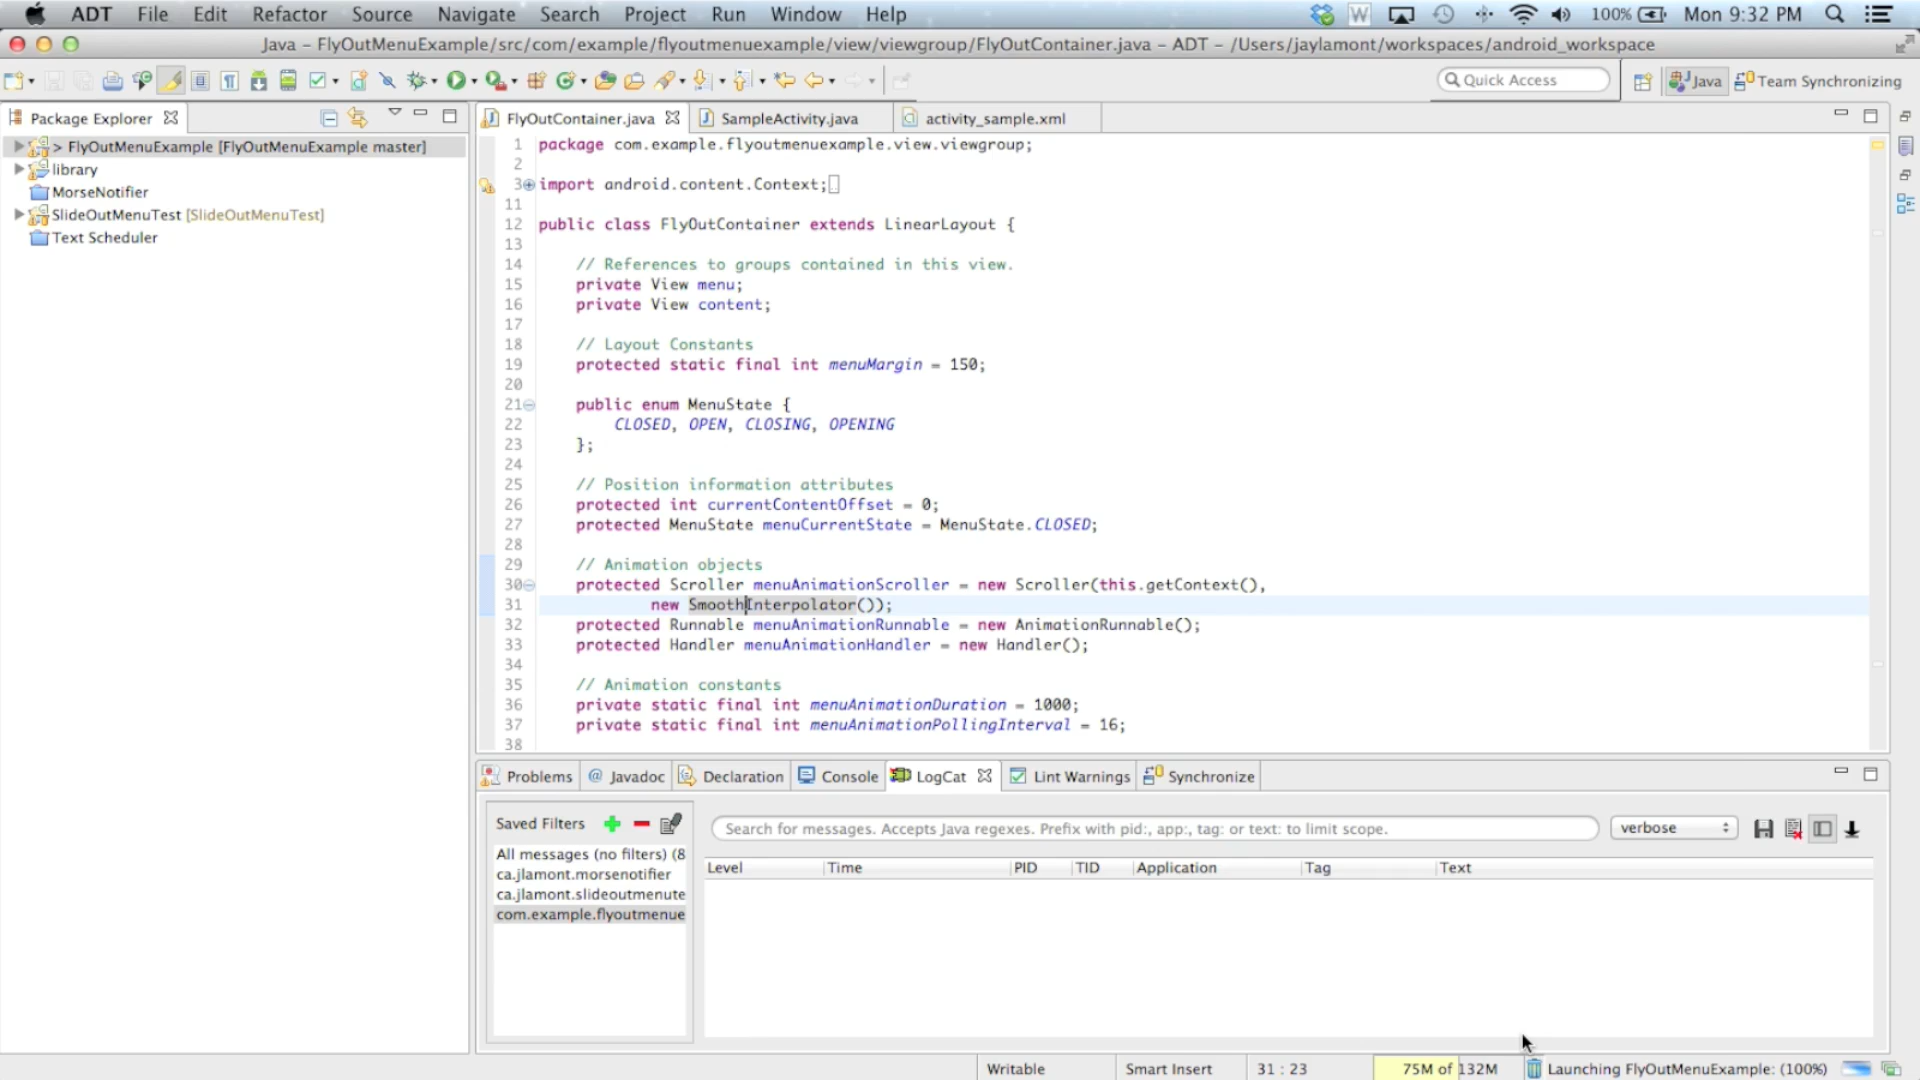 ADT File Edit Refactor Source Navigate Search Project Run Window Help 100% Mon 9:32 PM
Java – FlyOutMenuExample/src/com/example/flyoutmenuexample/view/viewgroup/FlyOutContainer.java – ADT – /Users/jaylamont/workspaces/android_workspace
Quick Access Java Team Synchronizing
Package Explorer
> FlyOutMenuExample [FlyOutMenuExample master]
library
MorseNotifier
SlideOutMenuTest [SlideOutMenuTest]
Text Scheduler
FlyOutContainer.java SampleActivity.java activity_sample.xml
1 package com.example.flyoutmenuexample.view.viewgroup;
2
3 import android.content.Context;
11
12 public class FlyOutContainer extends LinearLayout {
13
14 // References to groups contained in this view.
15 private View menu;
16 private View content;
17
18 // Layout Constants
19 protected static final int menuMargin = 150;
20
21 public enum MenuState {
22 CLOSED, OPEN, CLOSING, OPENING
23 };
24
25 // Position information attributes
26 protected int currentContentOffset = 0;
27 protected MenuState menuCurrentState = MenuState.CLOSED;
28
29 // Animation objects
30 protected Scroller menuAnimationScroller = new Scroller(this.getContext(),
31 new SmoothInterpolator());
32 protected Runnable menuAnimationRunnable = new AnimationRunnable();
33 protected Handler menuAnimationHandler = new Handler();
34
35 // Animation constants
36 private static final int menuAnimationDuration = 1000;
37 private static final int menuAnimationPollingInterval = 16;
38
Problems @ Javadoc Declaration Console LogCat Lint Warnings Synchronize
Saved Filters
All messages (no filters) (8
ca.jlamont.morsenotifier
ca.jlamont.slideoutmenute
com.example.flyoutmenue
Search for messages. Accepts Java regexes. Prefix with pid:, app:, tag: or text: to limit scope.
verbose
Level Time PID TID Application Tag Text
Writable Smart Insert 31 : 23 75M of 132M Launching FlyOutMenuExample: (100%)